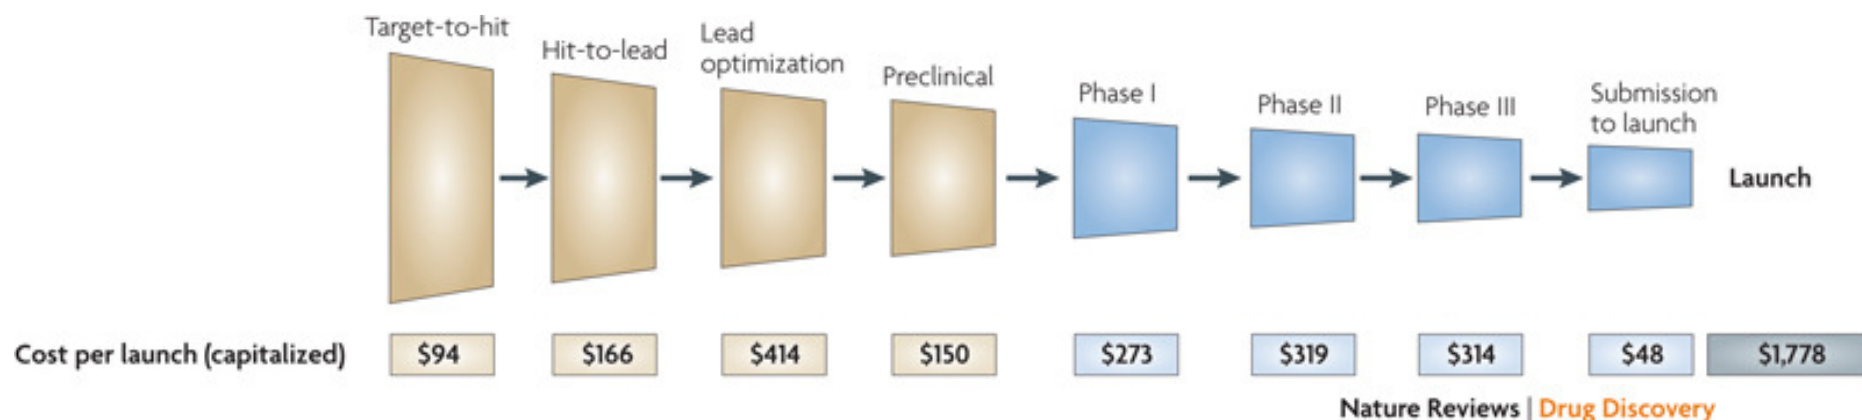 Target-to-hit
Hit-to-lead
Lead
optimization
Preclinical
Phase I
Phase II
Phase III
Submission
to launch
Launch
Cost per launch (capitalized)
$94
$166
$414
$150
$273
$319
$314
$48
$1,778
Nature Reviews | Drug Discovery